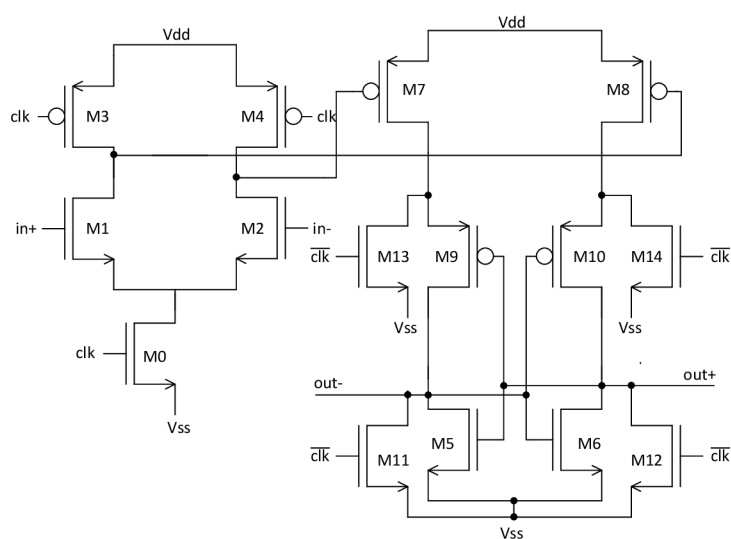 Vdd
Vdd
clk
M3
M4
clk
M7
M8
in+
M1
M2
in-
clk
M13
M9
M10
M14
clk
clk
M0
Vss
Vss
Vss
out-
out+
clk
M11
M5
M6
M12
clk
Vss